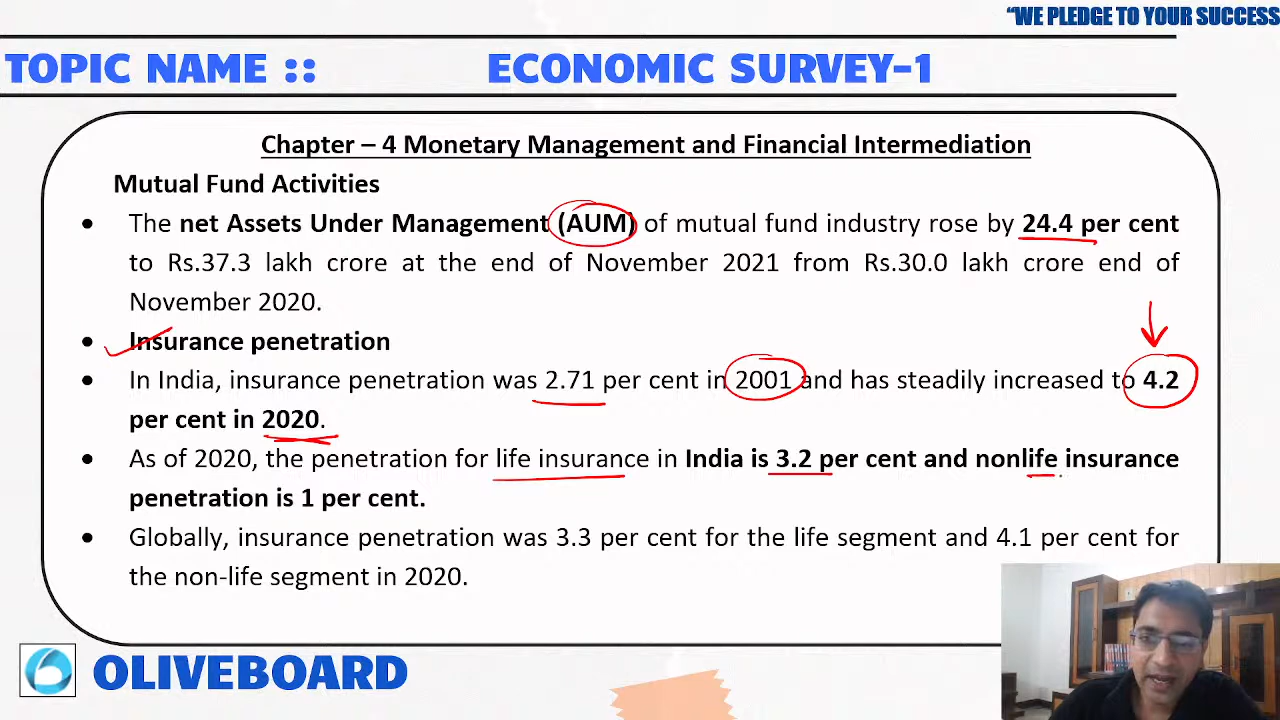 “WE PLEDGE TO YOUR SUCCESS
TOPIC NAME :: ECONOMIC SURVEY-1
Chapter – 4 Monetary Management and Financial Intermediation
Mutual Fund Activities
• The net Assets Under Management (AUM) of mutual fund industry rose by 24.4 per cent
to Rs.37.3 lakh crore at the end of November 2021 from Rs.30.0 lakh crore end of
November 2020.
• Insurance penetration
• In India, insurance penetration was 2.71 per cent in 2001 and has steadily increased to 4.2
per cent in 2020.
• As of 2020, the penetration for life insurance in India is 3.2 per cent and nonlife insurance
penetration is 1 per cent.
• Globally, insurance penetration was 3.3 per cent for the life segment and 4.1 per cent for
the non-life segment in 2020.
OLIVEBOARD